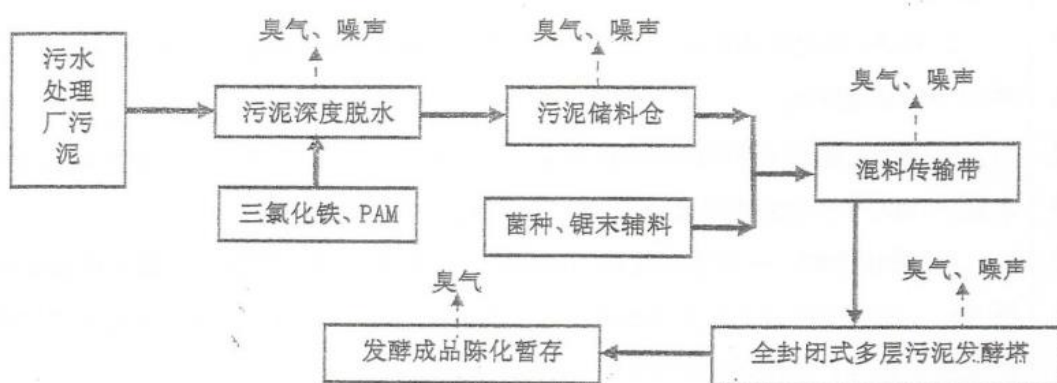 臭气、噪声
臭气、噪声
污水
处理
厂污
泥
污泥深度脱水
污泥储料仓
臭气、噪声
混料传输带
三氯化铁、PAM
菌种、锯末辅料
臭气
臭气、噪声
发酵成品陈化暂存
全封闭式多层污泥发酵塔